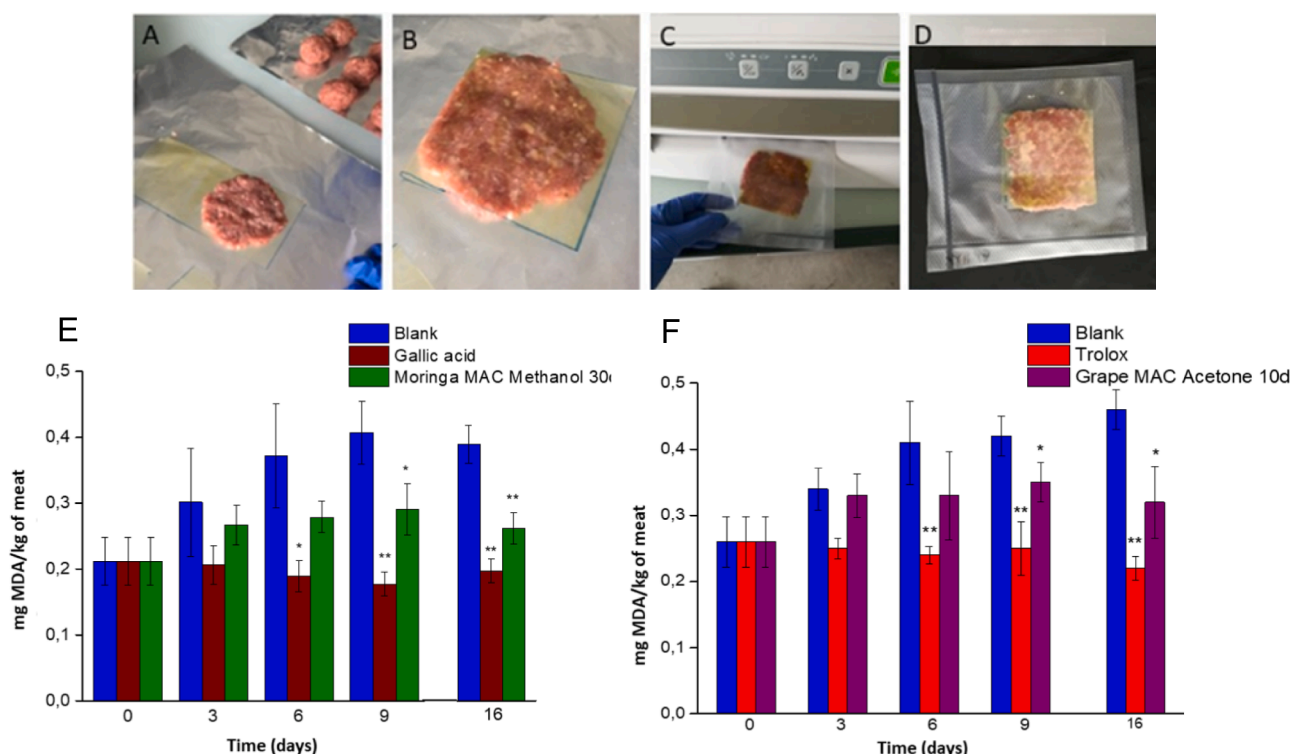 A
B
C
D
E
Blank
Gallic acid
Moringa MAC Methanol 30
mg MDA/kg of meat
0,5
0,4
0,3
0,2
0,1
0,0
*
**
**
*
**
0
3
6
9
16
Time (days)
F
Blank
Trolox
Grape MAC Acetone 10d
mg MDA/kg of meat
0,5
0,4
0,3
0,2
0,1
0,0
**
**
*
**
*
0
3
6
9
16
Time (days)